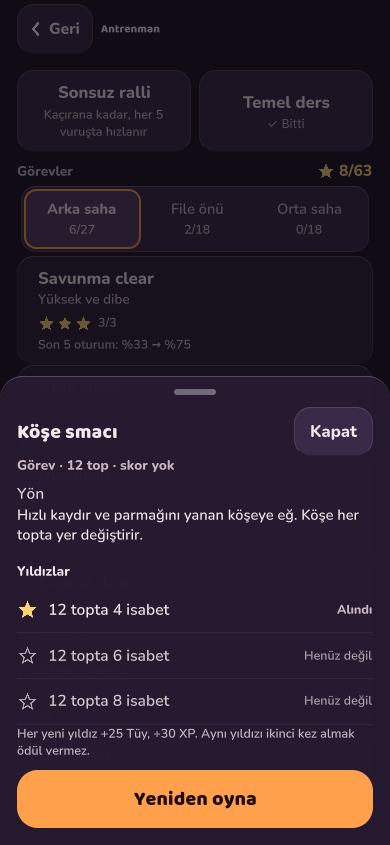 Geri
Antrenman
Sonsuz ralli
Kaçırana kadar, her 5
vuruşta hızlanır
Temel ders
✓ Bitti
Görevler
8/63
Arka saha
6/27
File önü
2/18
Orta saha
0/18
Savunma clear
Yüksek ve dibe
3/3
Son 5 oturum: %33 → %75
Köşe smacı
Kapat
Görev · 12 top · skor yok
Yön
Hızlı kaydır ve parmağını yanan köşeye eğ. Köşe her
topta yer değiştirir.
Yıldızlar
12 topta 4 isabet
Alındı
12 topta 6 isabet
Henüz değil
12 topta 8 isabet
Henüz değil
Her yeni yıldız +25 Tüy, +30 XP. Aynı yıldızı ikinci kez almak
ödül vermez.
Yeniden oyna